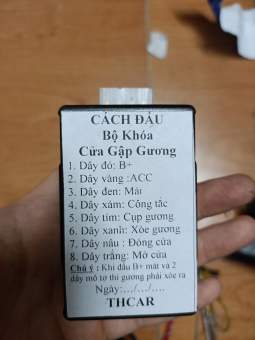 CÁCH ĐẤU
Bộ Khóa
Cửa Gập Gương
1. Dây đỏ: B+
2. Dây vàng :ACC
3. Dây đen: Mát
4. Dây xám: Công tắc
5. Dây tím: Cụp gương
6. Dây xanh: Xòe gương
7. Dây nâu : Đóng cửa
8. Dây trắng: Mở cửa
Chú ý : Khi đấu B+ mát và 2
dây mô tơ thì gương phải xòe ra
Ngày:.../..../....
THCAR